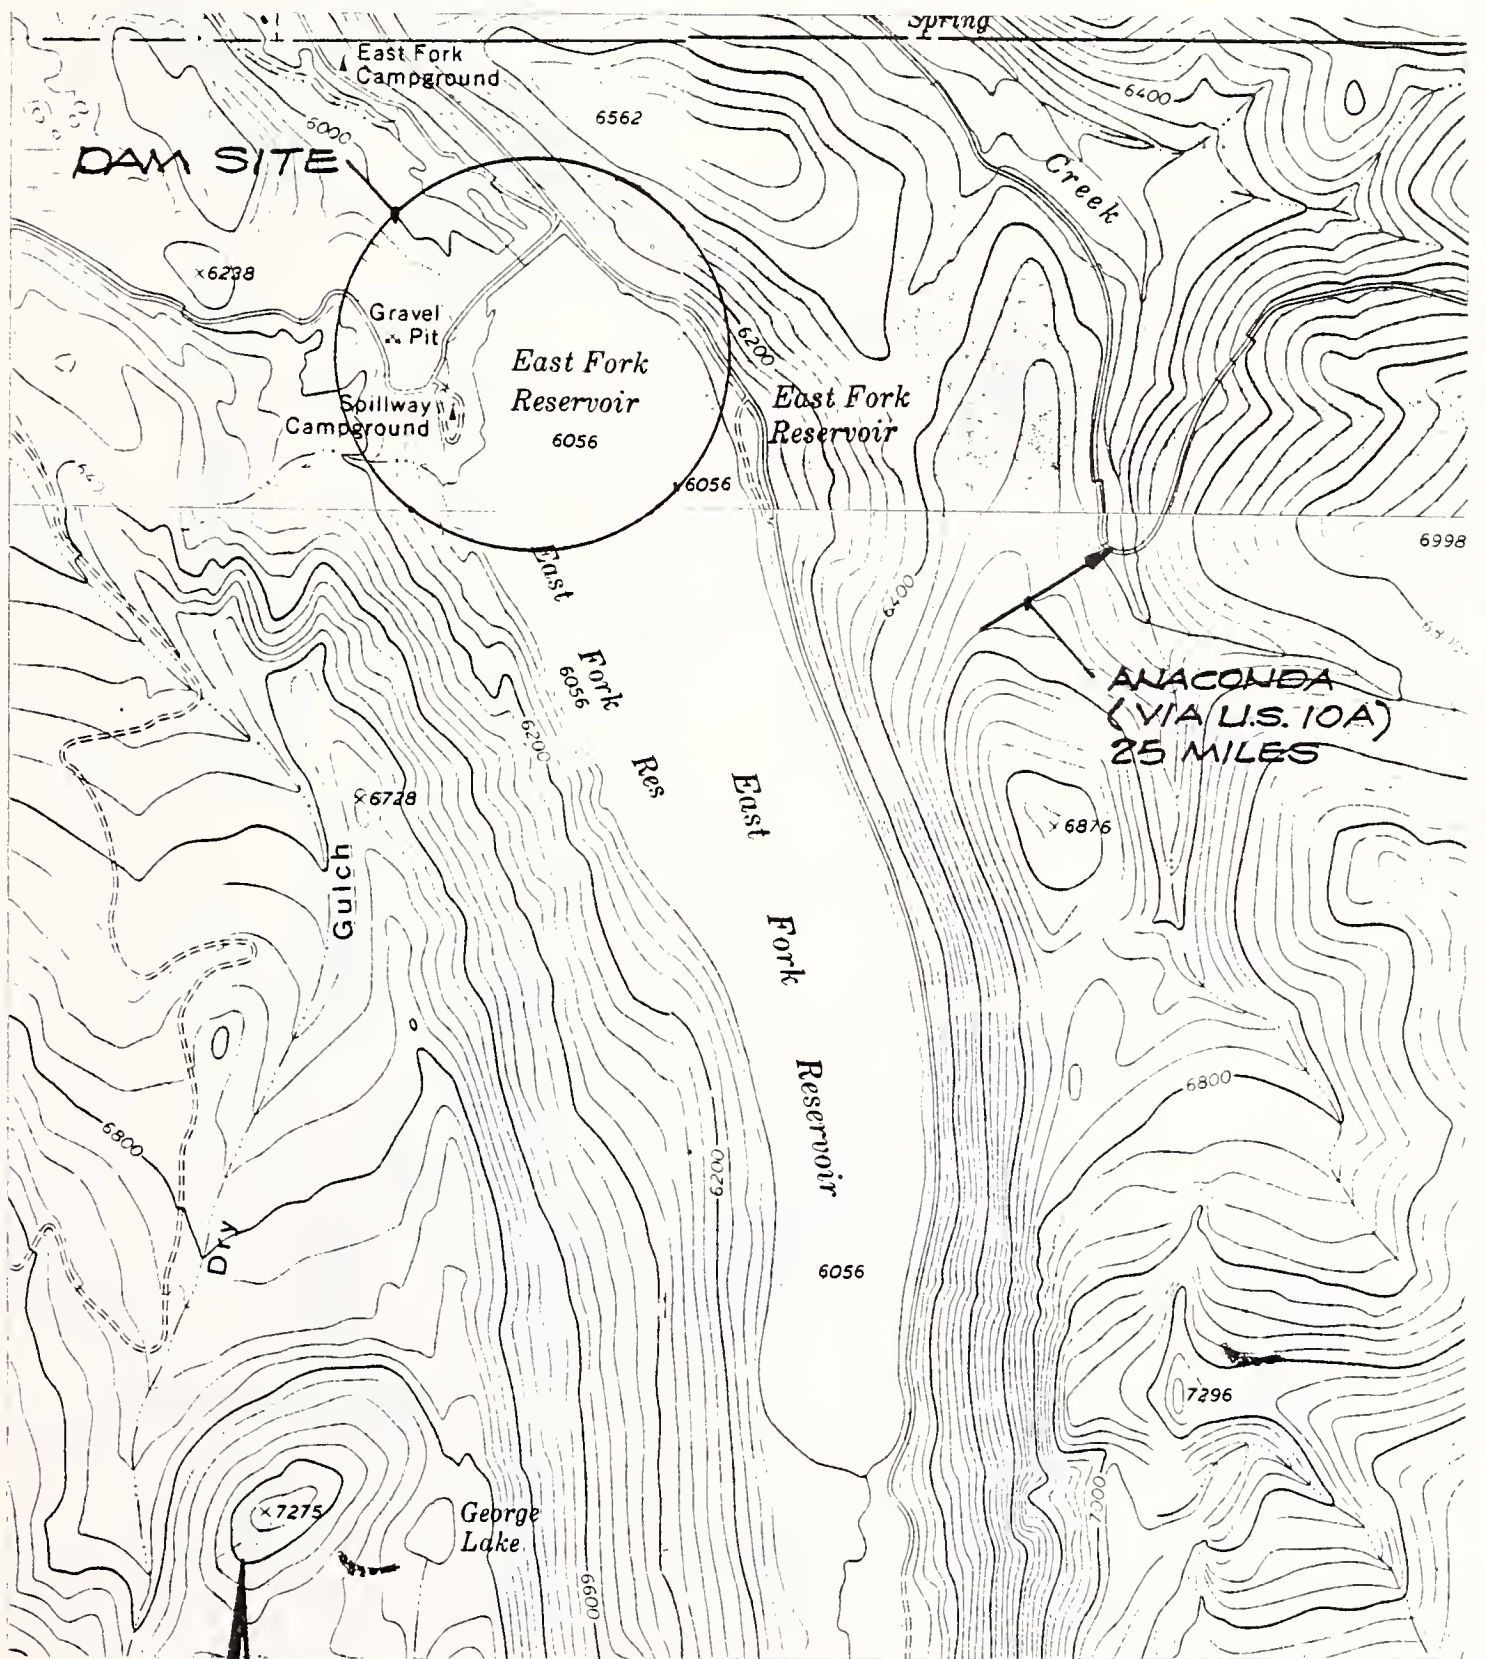 Spring
East Fork
Campground
6400
6562
6000
DAM SITE
Creek
6238
Gravel
Pit
6200
East Fork
Reservoir
6056
East Fork
Reservoir
Spillway
Campground
6056
6998
East
Fork
Res
6056
6400
6200
ANACONDA
(VIA U.S. 10A)
25 MILES
6728
6876
East
Fork
Reservoir
Gulch
6800
6800
6200
Dry
6056
7296
7275
George
Lake
7000
6600